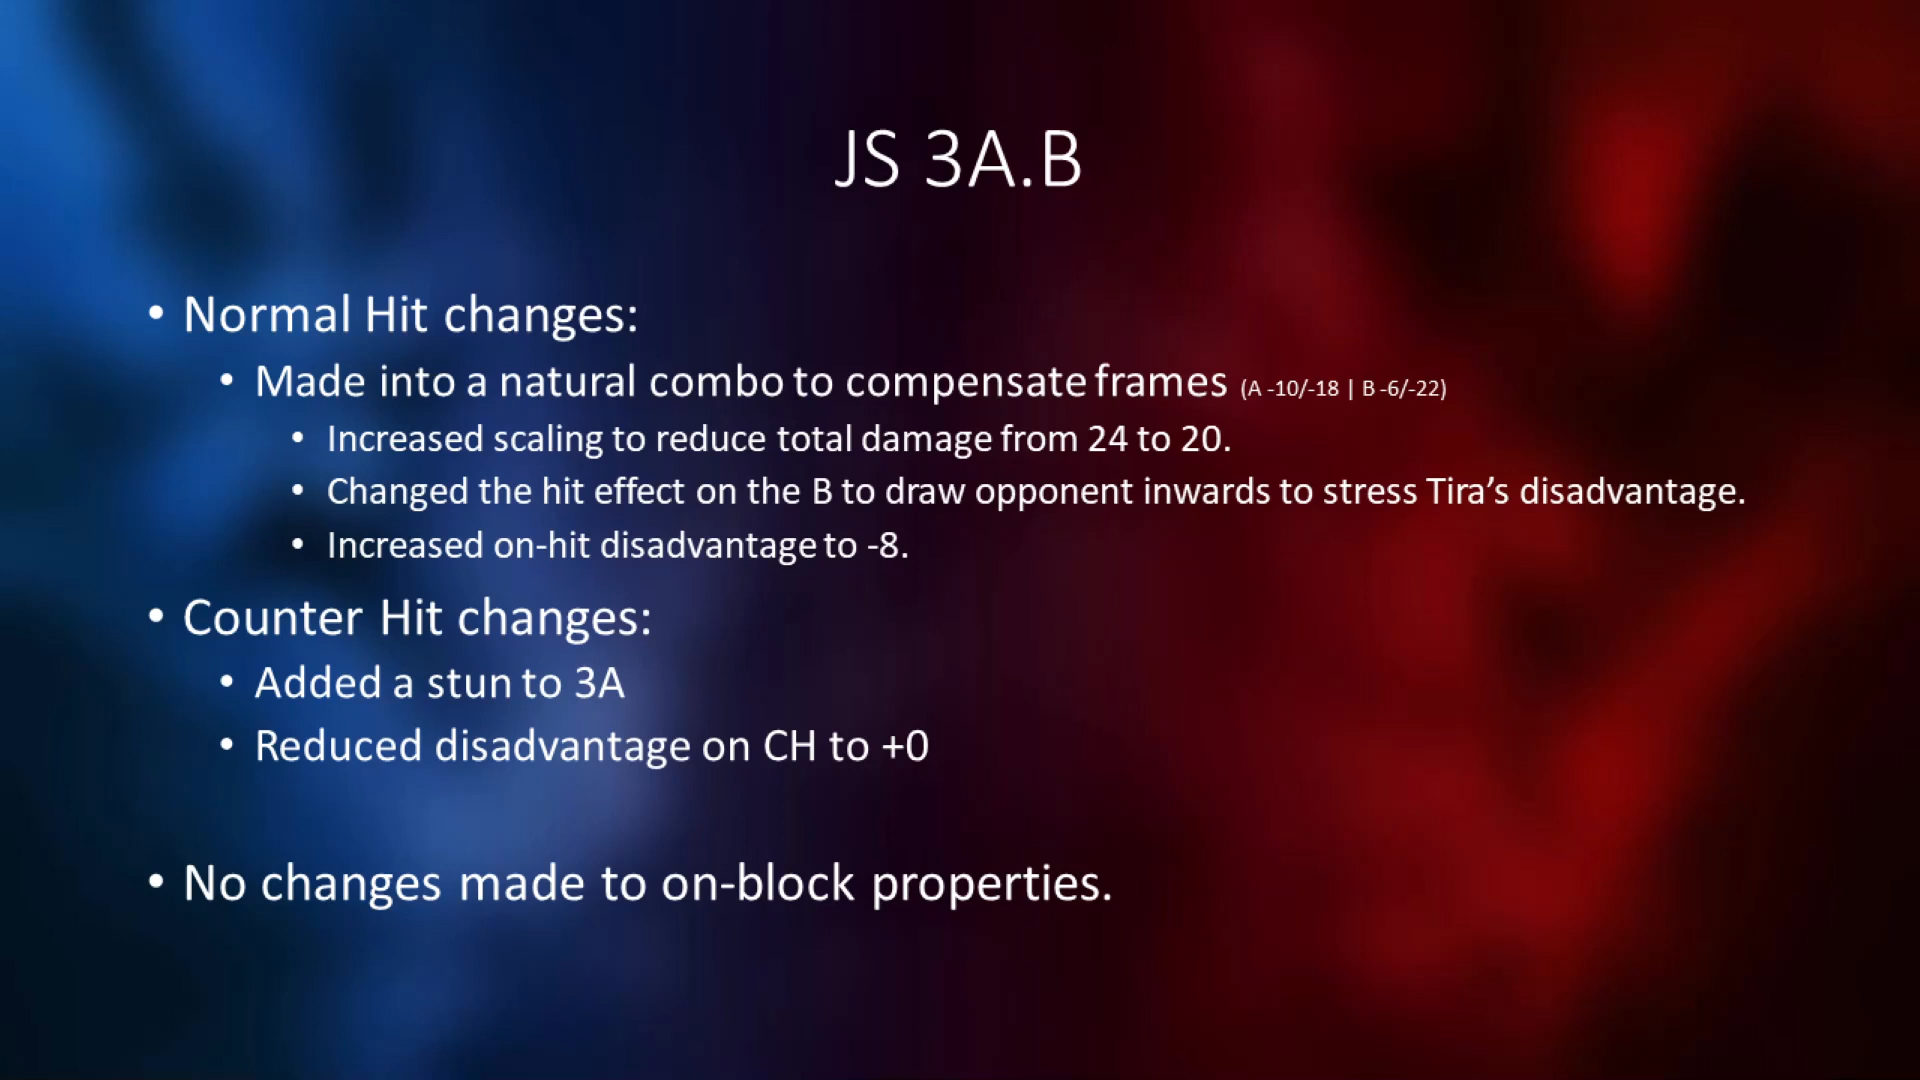 JS 3A.B
• Normal Hit changes:
• Made into a natural combo to compensate frames (A -10/-18 | B -6/-22)
• Increased scaling to reduce total damage from 24 to 20.
• Changed the hit effect on the B to draw opponent inwards to stress Tira’s disadvantage.
• Increased on-hit disadvantage to -8.
• Counter Hit changes:
• Added a stun to 3A
• Reduced disadvantage on CH to +0
• No changes made to on-block properties.